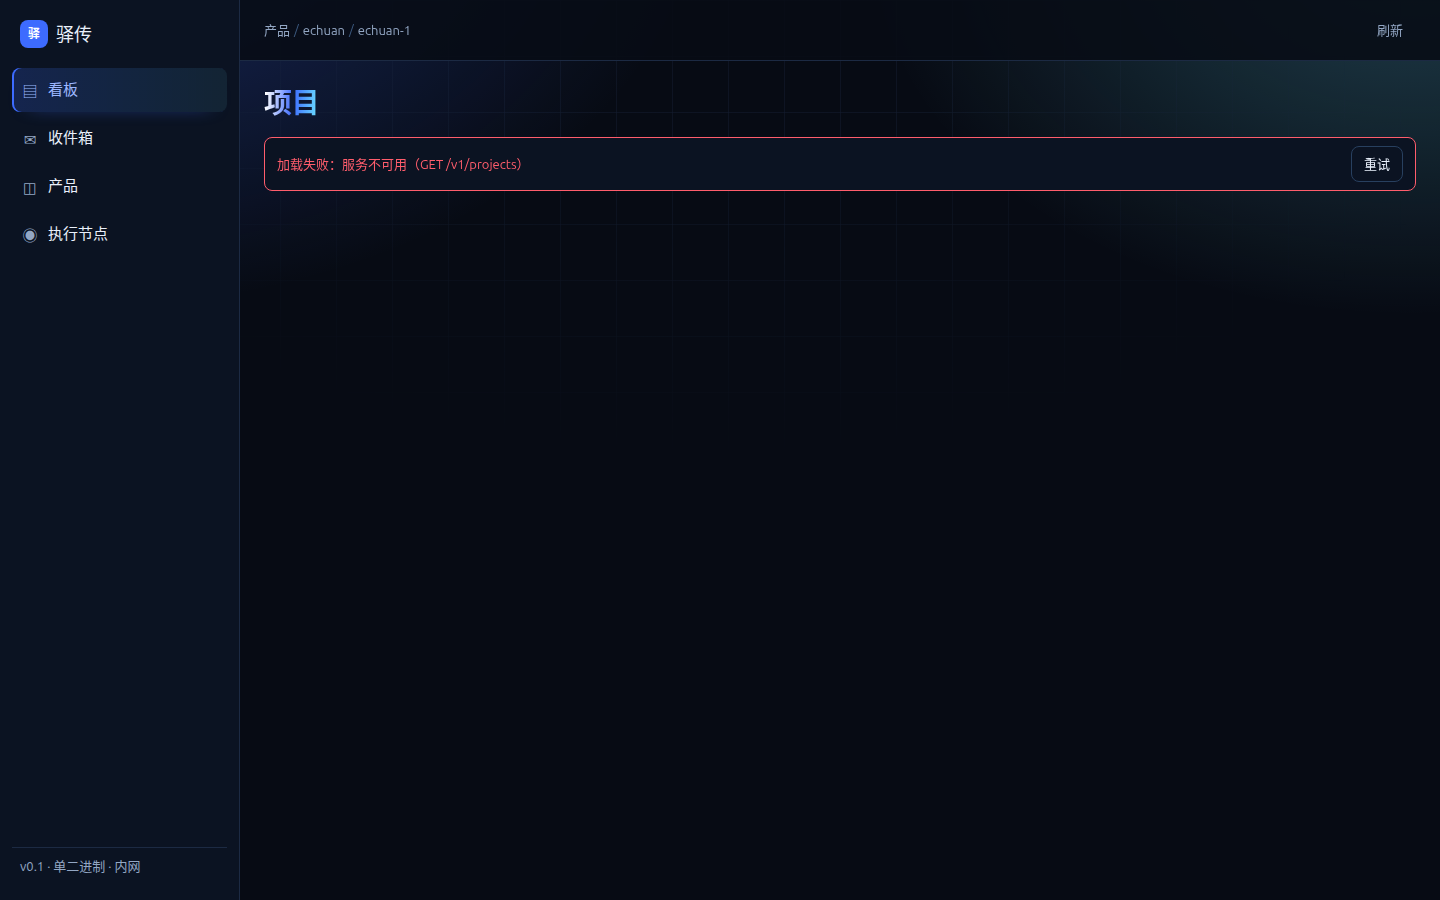 驿 驿传
看板
收件箱
产品
执行节点
v0.1 · 单二进制 · 内网
产品 / echuan / echuan-1
刷新
项目
加载失败：服务不可用（GET /v1/projects）
重试